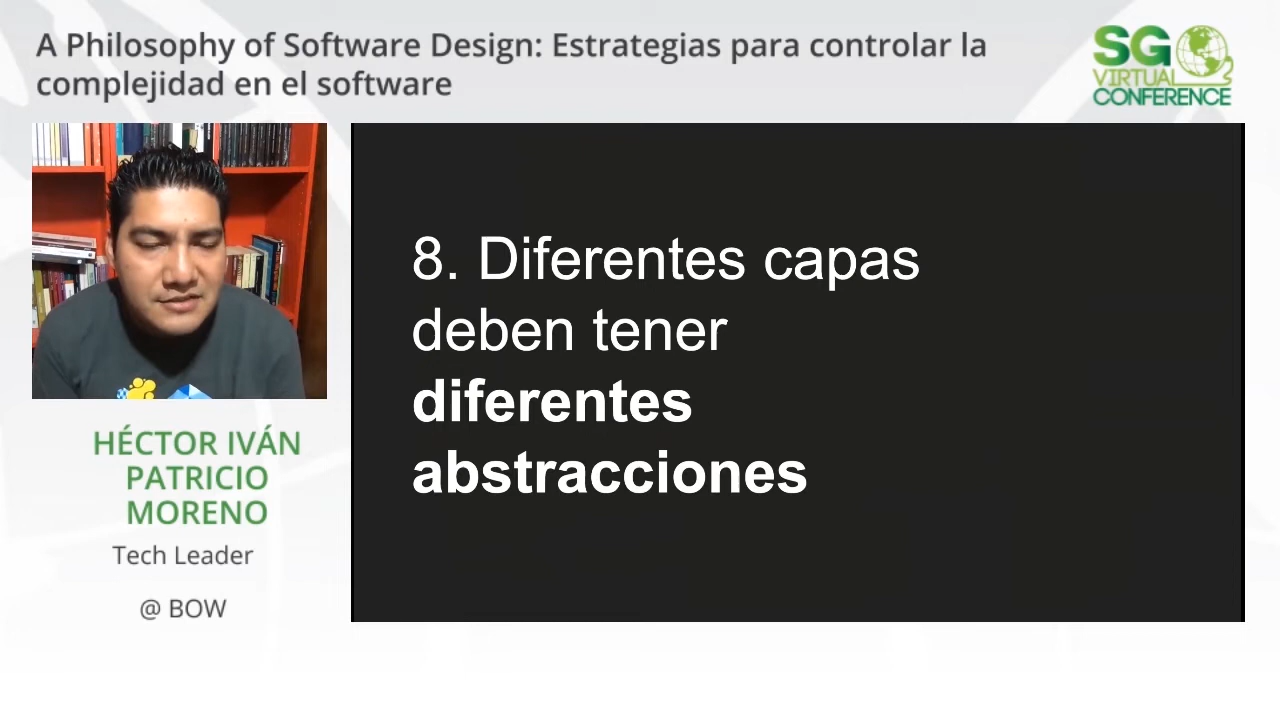 A Philosophy of Software Design: Estrategias para controlar la
complejidad en el software
SG
VIRTUAL
CONFERENCE
8. Diferentes capas
deben tener
diferentes
abstracciones
HÉCTOR IVÁN
PATRICIO
MORENO
Tech Leader
@ BOW